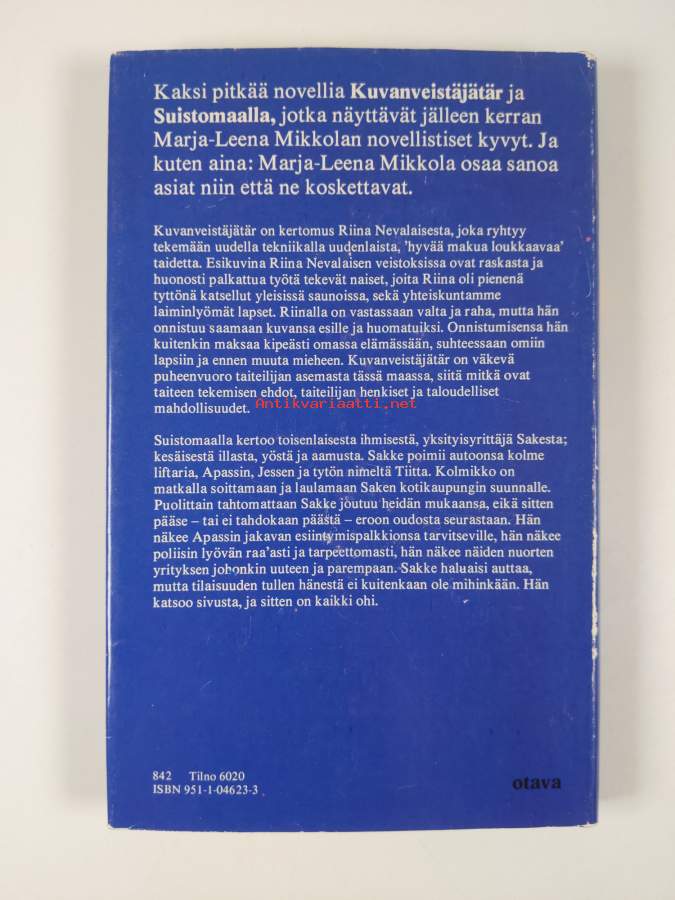 Kaksi pitkää novellia Kuvanveistäjätär ja
Suistomaalla, jotka näyttävät jälleen kerran
Marja-Leena Mikkolan novellistiset kyvyt. Ja
kuten aina: Marja-Leena Mikkola osaa sanoa
asiat niin että ne koskettavat.
Kuvanveistäjätär on kertomus Riina Nevalaisesta, joka ryhtyy
tekemään uudella tekniikalla uudenlaista, ’hyvää makua loukkaavaa’
taidetta. Esikuvina Riina Nevalaisen veistoksissa ovat raskasta ja
huonosti palkattua työtä tekevät naiset, joita Riina oli pienenä
tyttönä katsellut yleisissä saunoissa, sekä yhteiskuntamme
laiminlyömät lapset. Riinalla on vastassaan valta ja raha, mutta hän
onnistuu saamaan kuvansa esille ja huomatuiksi. Onnistumisensa hän
kuitenkin maksaa kipeästi omassa elämässään, suhteessaan omiin
lapsiin ja ennen muuta mieheen. Kuvanveistäjätär on väkevä
puheenvuoro taiteilijan asemasta tässä maassa, siitä mitkä ovat
taiteen tekemisen ehdot, taiteilijan henkiset ja taloudelliset
mahdollisuudet.
Antikvariaatti.net
Suistomaalla kertoo toisenlaisesta ihmisestä, yksityisyrittäjä Sakesta;
kesäisestä illasta, yöstä ja aamusta. Sakke poimii autoonsa kolme
liftaria, Apassin, Jessen ja tytön nimeltä Tiitta. Kolmikko on
matkalla soittamaan ja laulamaan Saken kotikaupungin suunnalle.
Puolittain tahtomattaan Sakke joutuu heidän mukaansa, eikä sitten
pääse – tai ei tahdokaan päästä – eroon oudosta seurastaan. Hän
näkee Apassin jakavan esiintymispalkkionsa tarvitseville, hän näkee
poliisin lyövän raa’asti ja tarpeettomasti, hän näkee näiden nuorten
yrityksen johonkin uuteen ja parempaan. Sakke haluaisi auttaa,
mutta tilaisuuden tullen hänestä ei kuitenkaan ole mihinkään. Hän
katsoo sivusta, ja sitten on kaikki ohi.
842 Tilno 6020
ISBN 951-1-04623-3
otava